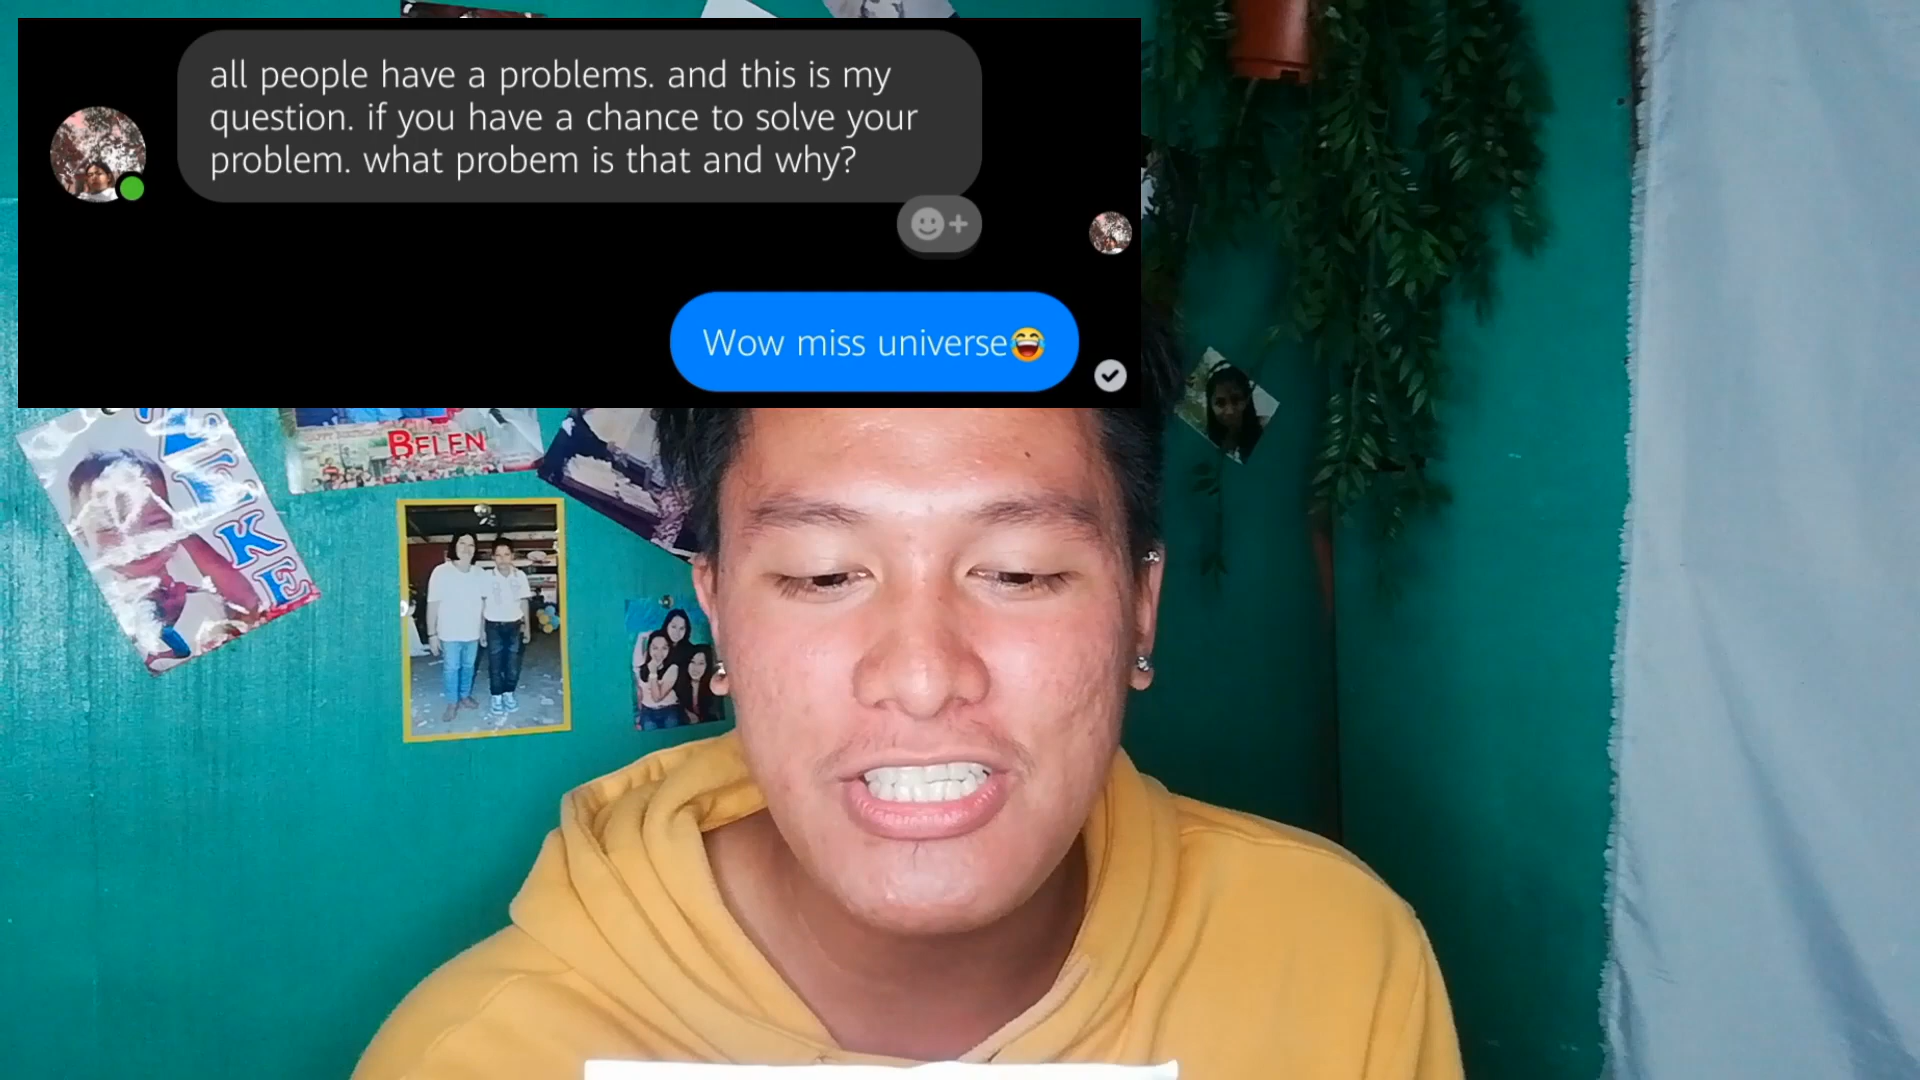 all people have a problems. and this is my
question. if you have a chance to solve your
problem. what probem is that and why?
Wow miss universe😂
BELEN
K
E